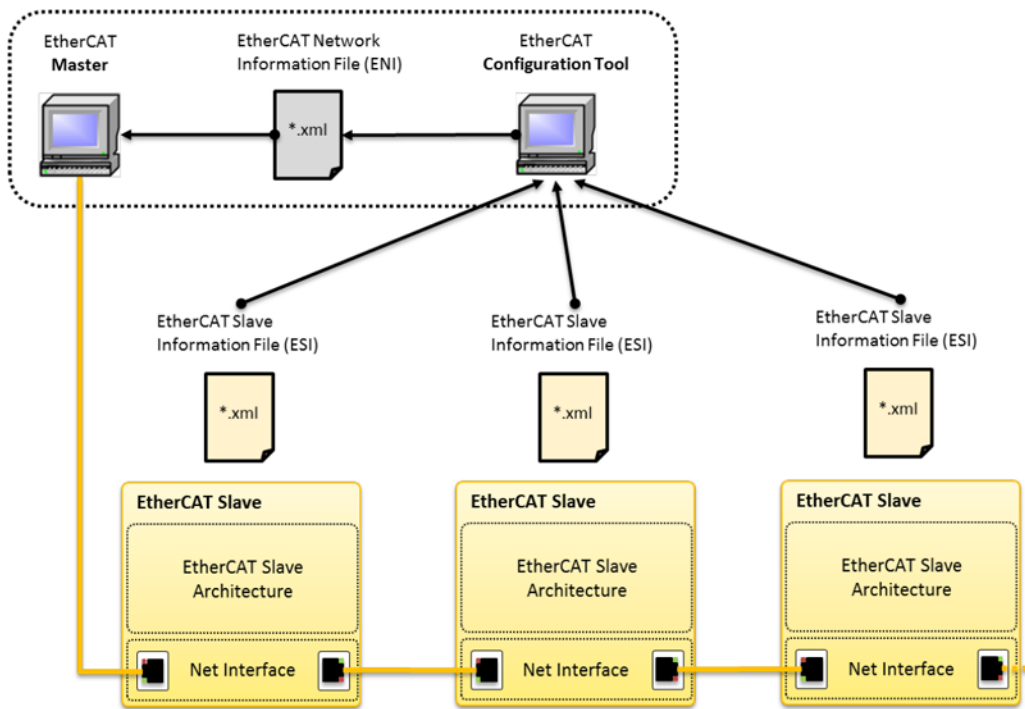 EtherCAT
Master
EtherCAT Network
Information File (ENI)
EtherCAT
Configuration Tool
*.xml
EtherCAT Slave
Information File (ESI)
EtherCAT Slave
Information File (ESI)
EtherCAT Slave
Information File (ESI)
*.xml
*.xml
*.xml
EtherCAT Slave
EtherCAT Slave
Architecture
Net Interface
EtherCAT Slave
EtherCAT Slave
Architecture
Net Interface
EtherCAT Slave
EtherCAT Slave
Architecture
Net Interface